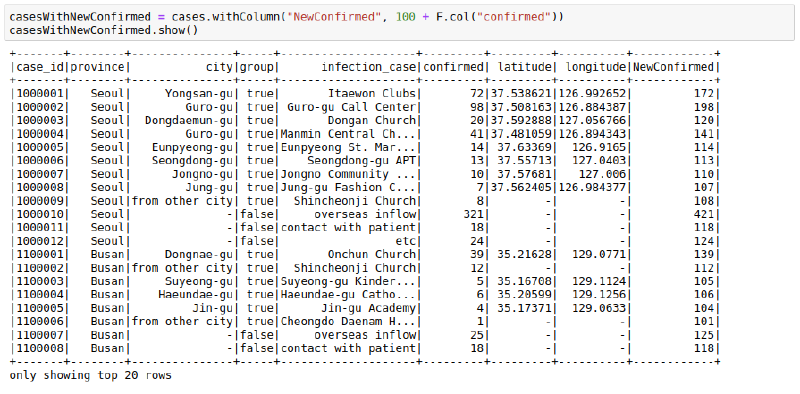 casesWithNewConfirmed = cases.withColumn("NewConfirmed", 100 + F.col("confirmed"))
casesWithNewConfirmed.show()
+-------+--------+---------------+-----+--------------------+---------+---------+----------+------------+
|case_id|province|           city|group|      infection_case|confirmed| latitude| longitude|NewConfirmed|
+-------+--------+---------------+-----+--------------------+---------+---------+----------+------------+
|1000001|   Seoul|     Yongsan-gu| true|       Itaewon Clubs|       72|37.538621|126.992652|         172|
|1000002|   Seoul|        Guro-gu| true| Guro-gu Call Center|       98|37.508163|126.884387|         198|
|1000003|   Seoul|  Dongdaemun-gu| true|       Dongan Church|       20|37.592888|127.056766|         120|
|1000004|   Seoul|        Guro-gu| true|Manmin Central Ch...|       41|37.481059|126.894343|         141|
|1000005|   Seoul|   Eunpyeong-gu| true|Eunpyeong St. Mar...|       14| 37.63369|  126.9165|         114|
|1000006|   Seoul|   Seongdong-gu| true|    Seongdong-gu APT|       13| 37.55713|  127.0403|         113|
|1000007|   Seoul|      Jongno-gu| true|Jongno Community ...|       10| 37.57681|   127.006|         110|
|1000008|   Seoul|        Jung-gu| true|Jung-gu Fashion C...|        7|37.562405|126.984377|         107|
|1000009|   Seoul|from other city| true|  Shincheonji Church|        8|        -|         -|         108|
|1000010|   Seoul|              -|false|     overseas inflow|      321|        -|         -|         421|
|1000011|   Seoul|              -|false|contact with patient|       18|        -|         -|         118|
|1000012|   Seoul|              -|false|                 etc|       24|        -|         -|         124|
|1100001|   Busan|     Dongnae-gu| true|       Onchun Church|       39| 35.21628|  129.0771|         139|
|1100002|   Busan|from other city| true|  Shincheonji Church|       12|        -|         -|         112|
|1100003|   Busan|     Suyeong-gu| true|Suyeong-gu Kinder...|        5| 35.16708|  129.1124|         105|
|1100004|   Busan|    Haeundae-gu| true|Haeundae-gu Catho...|        6| 35.20599|  129.1256|         106|
|1100005|   Busan|         Jin-gu| true|      Jin-gu Academy|        4| 35.17371|  129.0633|         104|
|1100006|   Busan|from other city| true|Cheongdo Daenam H...|        1|        -|         -|         101|
|1100007|   Busan|              -|false|     overseas inflow|       25|        -|         -|         125|
|1100008|   Busan|              -|false|contact with patient|       18|        -|         -|         118|
+-------+--------+---------------+-----+--------------------+---------+---------+----------+------------+
only showing top 20 rows